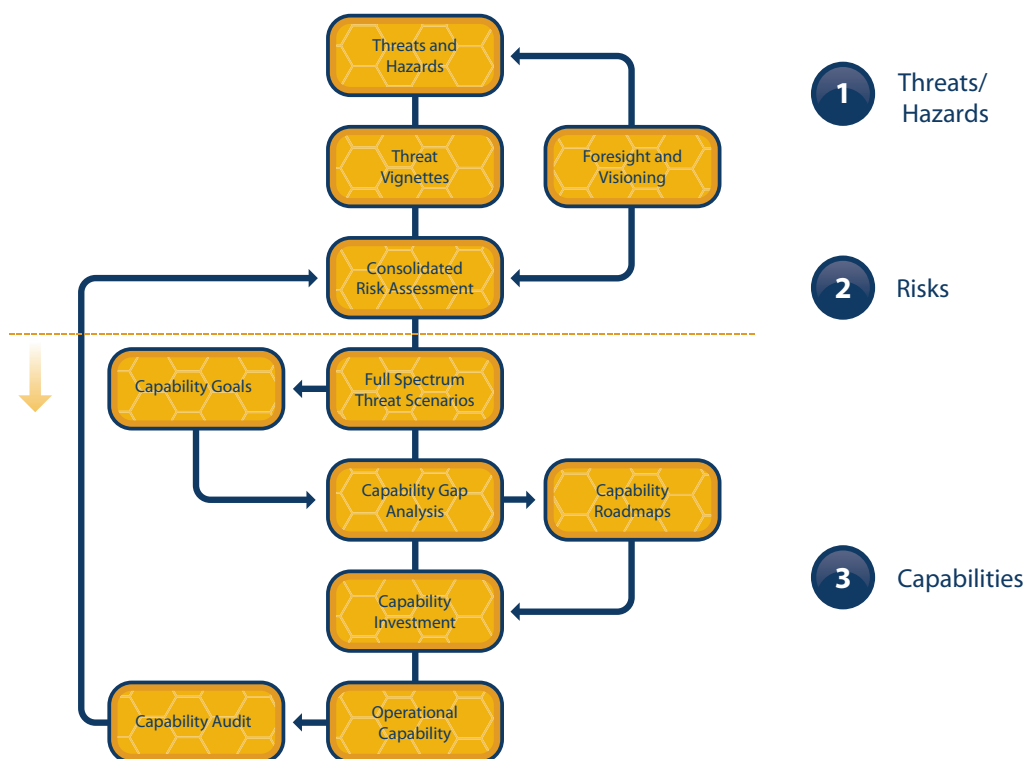 Threats and
Hazards
1
Threats/
Hazards
Threat
Vignettes
Foresight and
Visioning
Consolidated
Risk Assessment
2
Risks
Capability Goals
Full Spectrum
Threat Scenarios
Capability Gap
Analysis
Capability
Roadmaps
3
Capabilities
Capability
Investment
Capability Audit
Operational
Capability